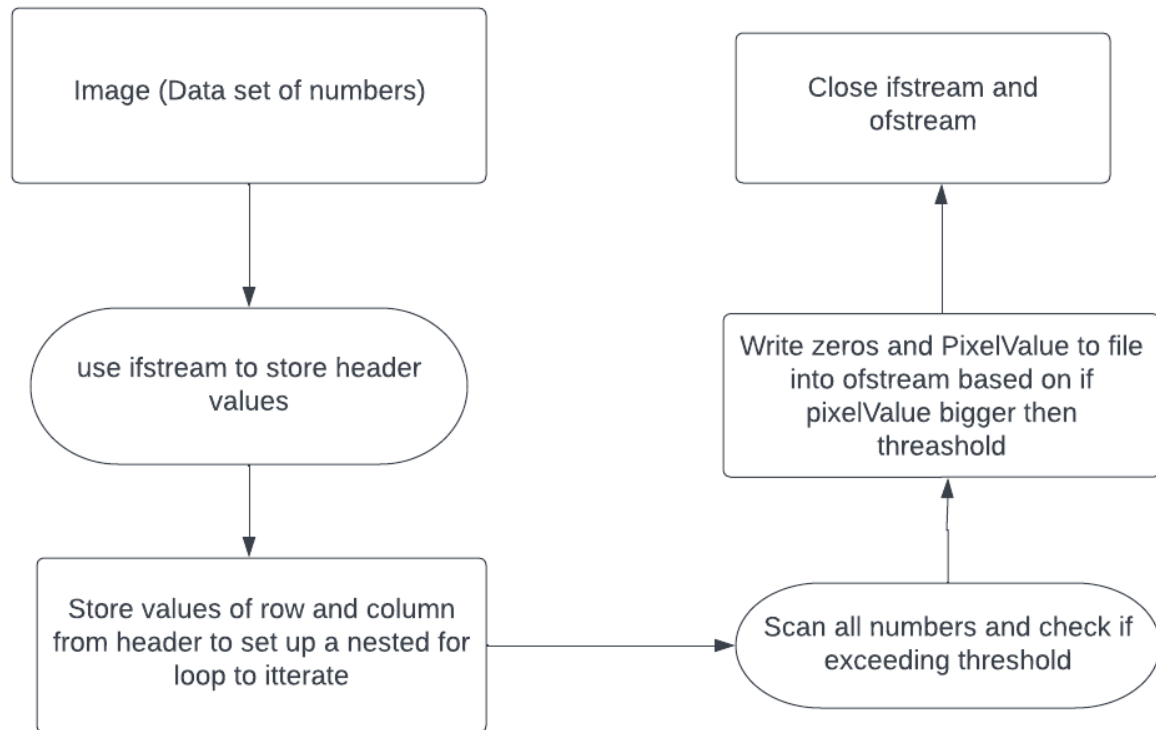 Image (Data set of numbers)
use ifstream to store header
values
Store values of row and column
from header to set up a nested for
loop to itterate
Scan all numbers and check if
exceeding threshold
Write zeros and PixelValue to file
into ofstream based on if
pixelValue bigger then
threashold
Close ifstream and
ofstream